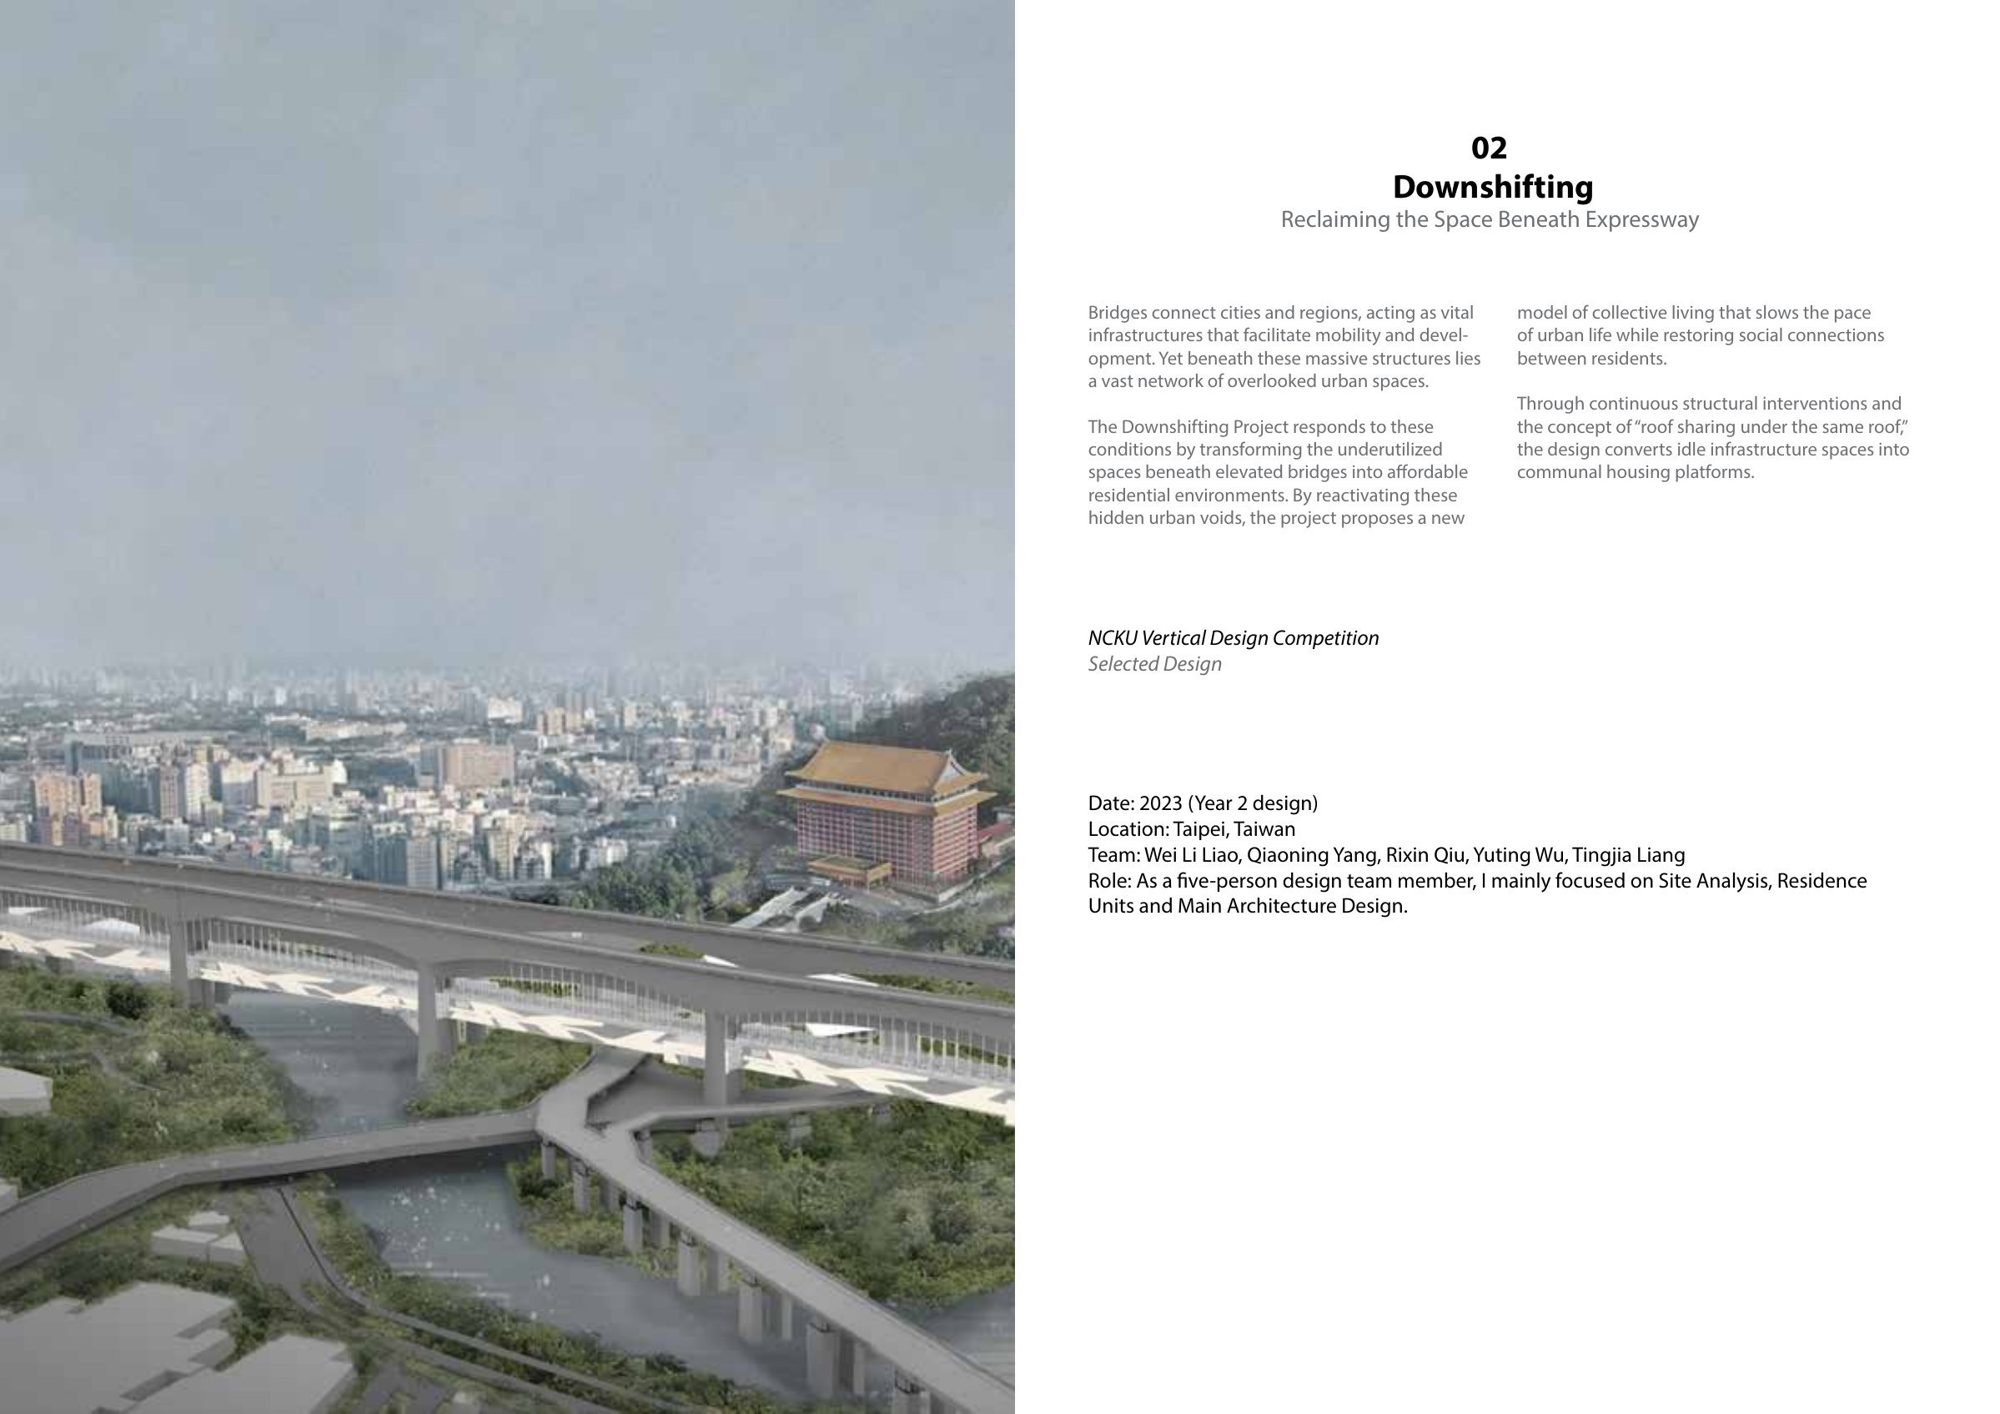 02
Downshifting
Reclaiming the Space Beneath Expressway
Bridges connect cities and regions, acting as vital
infrastructures that facilitate mobility and devel-
opment. Yet beneath these massive structures lies
a vast network of overlooked urban spaces.
The Downshifting Project responds to these
conditions by transforming the underutilized
spaces beneath elevated bridges into affordable
residential environments. By reactivating these
hidden urban voids, the project proposes a new
model of collective living that slows the pace
of urban life while restoring social connections
between residents.
Through continuous structural interventions and
the concept of “roof sharing under the same roof,”
the design converts idle infrastructure spaces into
communal housing platforms.
NCKU Vertical Design Competition
Selected Design
Date: 2023 (Year 2 design)
Location: Taipei, Taiwan
Team: Wei Li Liao, Qiaoning Yang, Rixin Qiu, Yuting Wu, Tingjia Liang
Role: As a five-person design team member, I mainly focused on Site Analysis, Residence
Units and Main Architecture Design.